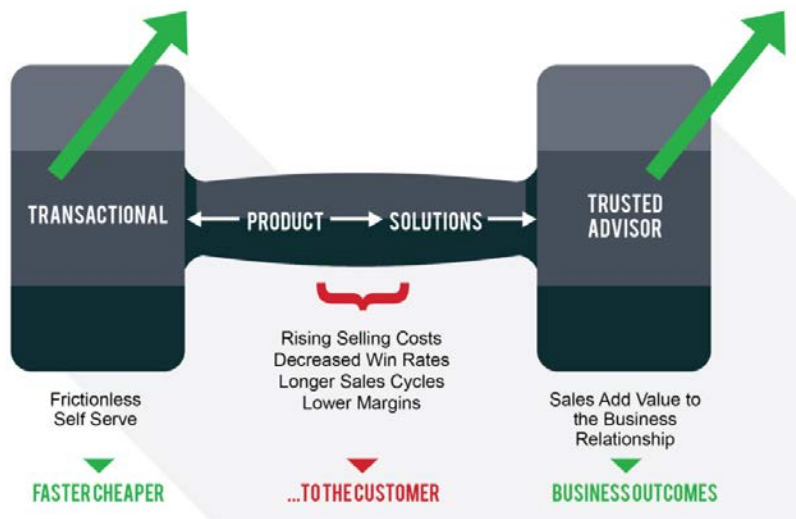 TRANSACTIONAL
PRODUCT
SOLUTIONS
TRUSTED
ADVISOR
Frictionless
Self Serve
FASTER CHEAPER
Rising Selling Costs
Decreased Win Rates
Longer Sales Cycles
Lower Margins
...TO THE CUSTOMER
Sales Add Value to
the Business
Relationship
BUSINESS OUTCOMES